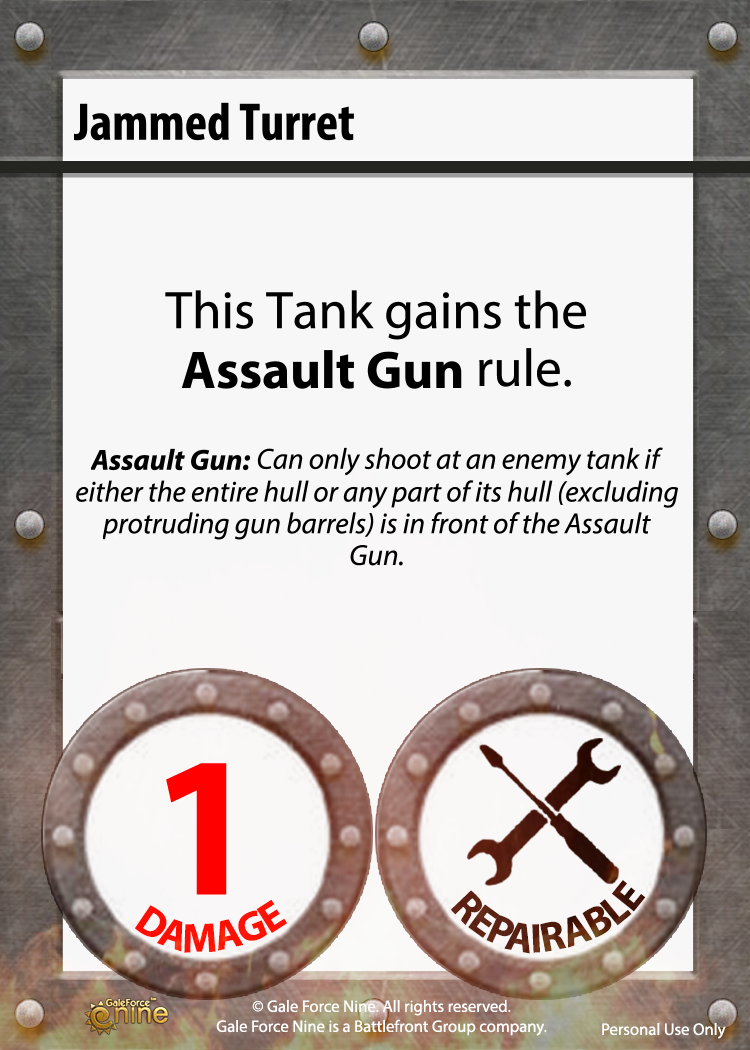 Jammed Turret
This Tank gains the
Assault Gun rule.
Assault Gun: Can only shoot at an enemy tank if
either the entire hull or any part of its hull (excluding
protruding gun barrels) is in front of the Assault
Gun.
1
DAMAGE
REPAIRABLE
GaleForce™
nine
© Gale Force Nine. All rights reserved.
Gale Force Nine is a Battlefront Group company.
Personal Use Only